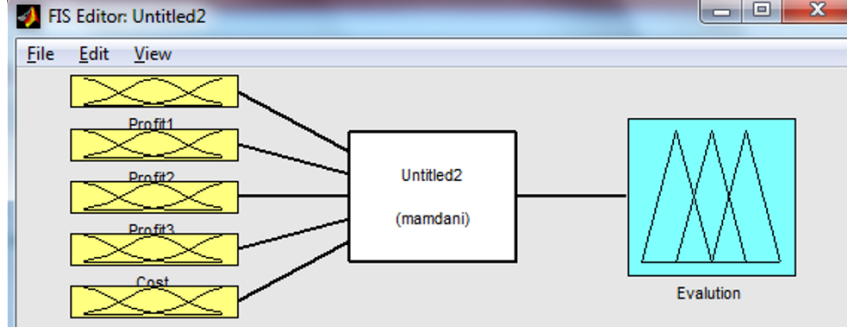 FIS Editor: Untitled2
File Edit View
Profit1
Profit2
Profit3
Cost
Untitled2
(mamdani)
Evalution